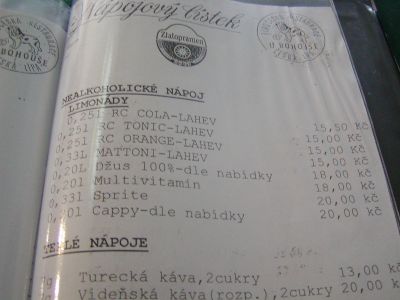 Nápojový lístek
Zlatopramen
U BOHOUŠE
BOHOUŠE
NEALKOHOLICKÉ NÁPOJ
LIMONÁDY
0,25l RC COLA-LAHEV 15,50 Kč
0,25l RC TONIC-LAHEV 15,00 Kč
0,25l RC ORANGE-LAHEV 15,00 Kč
0,33l MATTONI-LAHEV 15,00 Kč
0,20L Džus 100%-dle nabídky 18,00 kč
0,20l Multivitamin 18,00 kč
0,33l Sprite 20,00 kč
0,20l Cappy-dle nabídky 20,00 kč
TEPLÉ NÁPOJE
7g Turecká káva,2cukry 13,00 kč
Vídeňská káva(rozp.),2cukry 20,00